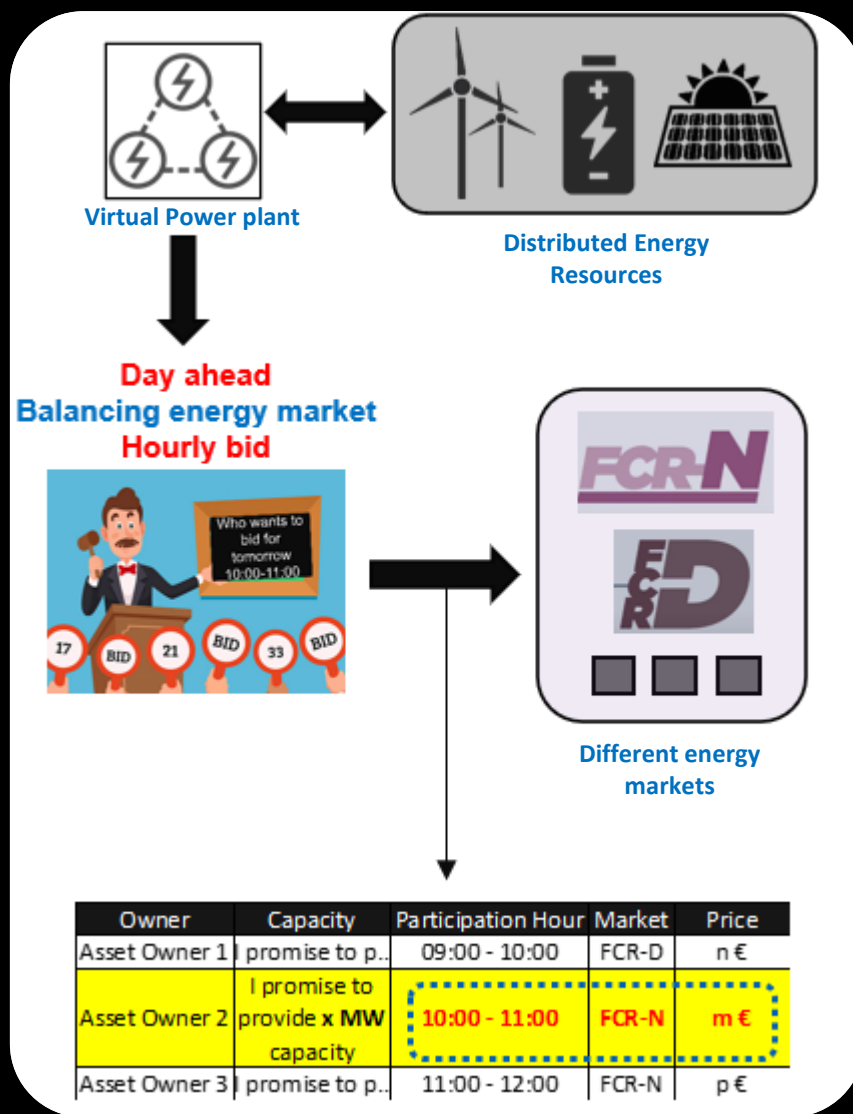 Virtual Power plant
Distributed Energy
Resources
Day ahead
Balancing energy market
Hourly bid
Who wants to
bid for
tomorrow
10:00-11:00
17
BID
21
BID
33
BID
FCR-N
FCR-D
Different energy
markets
Owner Capacity Participation Hour Market Price
Asset Owner 1 I promise to p.. 09:00 - 10:00 FCR-D n €
Asset Owner 2 I promise to provide x MW capacity 10:00 - 11:00 FCR-N m €
Asset Owner 3 I promise to p.. 11:00 - 12:00 FCR-N p €